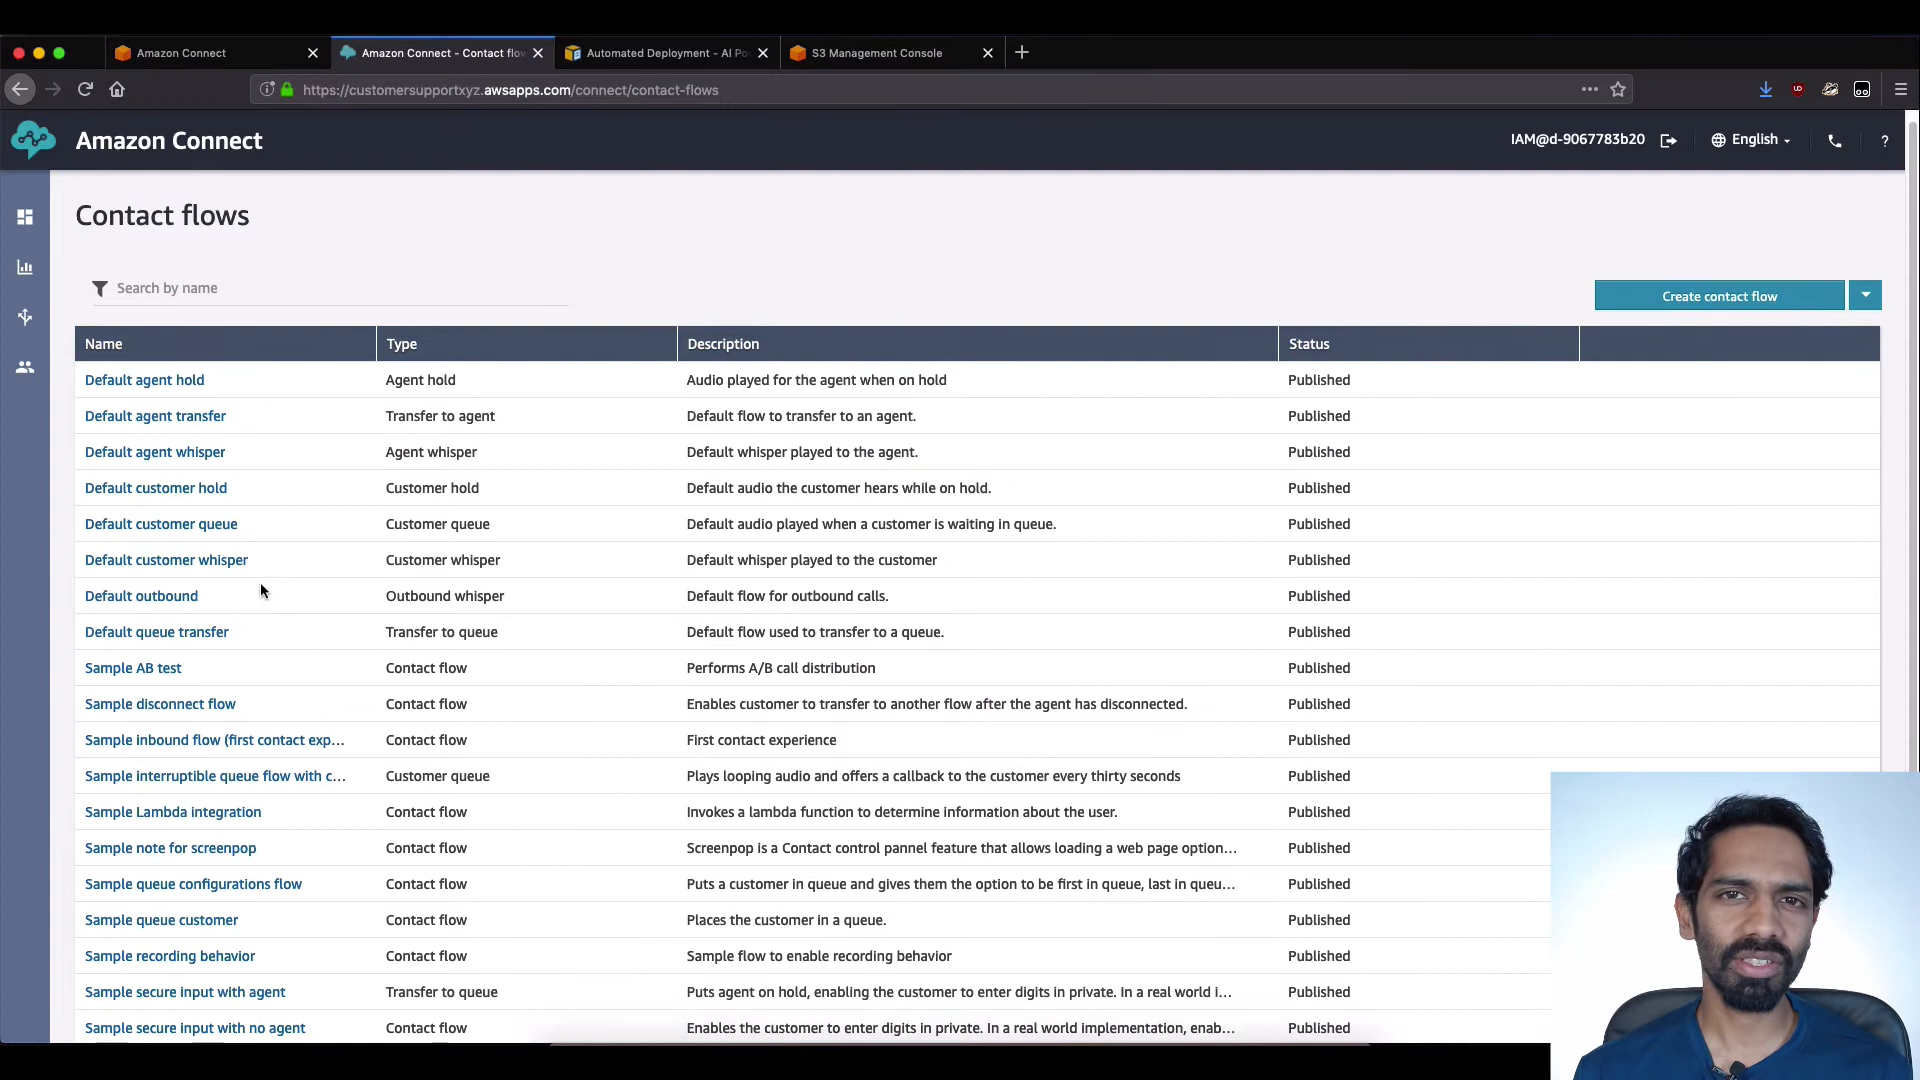 Amazon Connect
Amazon Connect - Contact flow
Automated Deployment - AI Po
S3 Management Console
https://customersupportxyz.awsapps.com/connect/contact-flows
Amazon Connect
IAM@d-9067783b20
English
?
Contact flows
Search by name
Create contact flow
Name Type Description Status
Default agent hold Agent hold Audio played for the agent when on hold Published
Default agent transfer Transfer to agent Default flow to transfer to an agent. Published
Default agent whisper Agent whisper Default whisper played to the agent. Published
Default customer hold Customer hold Default audio the customer hears while on hold. Published
Default customer queue Customer queue Default audio played when a customer is waiting in queue. Published
Default customer whisper Customer whisper Default whisper played to the customer Published
Default outbound Outbound whisper Default flow for outbound calls. Published
Default queue transfer Transfer to queue Default flow used to transfer to a queue. Published
Sample AB test Contact flow Performs A/B call distribution Published
Sample disconnect flow Contact flow Enables customer to transfer to another flow after the agent has disconnected. Published
Sample inbound flow (first contact exp... Contact flow First contact experience Published
Sample interruptible queue flow with c... Customer queue Plays looping audio and offers a callback to the customer every thirty seconds Published
Sample Lambda integration Contact flow Invokes a lambda function to determine information about the user. Published
Sample note for screenpop Contact flow Screenpop is a Contact control pannel feature that allows loading a web page option... Published
Sample queue configurations flow Contact flow Puts a customer in queue and gives them the option to be first in queue, last in queu... Published
Sample queue customer Contact flow Places the customer in a queue. Published
Sample recording behavior Contact flow Sample flow to enable recording behavior Published
Sample secure input with agent Transfer to queue Puts agent on hold, enabling the customer to enter digits in private. In a real world i... Published
Sample secure input with no agent Contact flow Enables the customer to enter digits in private. In a real world implementation, enab... Published